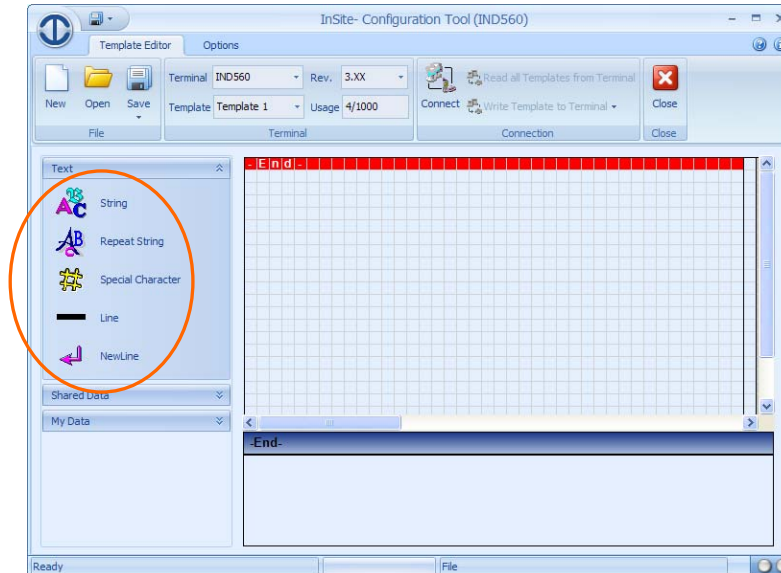 InSite- Configuration Tool (IND560)
Template Editor Options
New Open Save
File
Terminal IND560 Rev. 3.XX
Template Template 1 Usage 4/1000
Terminal
Connect Read all Templates from Terminal
Write Template to Terminal
Connection
Close
Close
Text
String
Repeat String
Special Character
Line
NewLine
Shared Data
My Data
-End-
-End-
Ready File